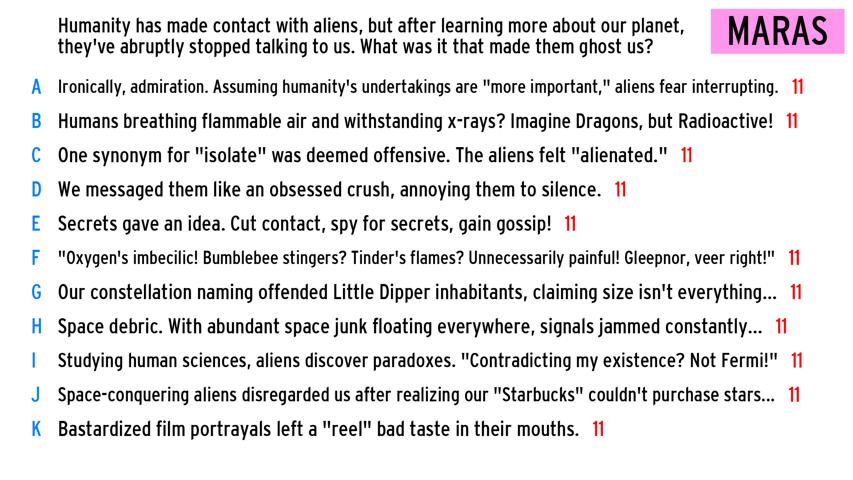 Humanity has made contact with aliens, but after learning more about our planet,
they've abruptly stopped talking to us. What was it that made them ghost us?
MARAS
A Ironically, admiration. Assuming humanity's undertakings are "more important," aliens fear interrupting. 11
B Humans breathing flammable air and withstanding x-rays? Imagine Dragons, but Radioactive! 11
C One synonym for "isolate" was deemed offensive. The aliens felt "alienated." 11
D We messaged them like an obsessed crush, annoying them to silence. 11
E Secrets gave an idea. Cut contact, spy for secrets, gain gossip! 11
F "Oxygen's imbecilic! Bumblebee stingers? Tinder's flames? Unnecessarily painful! Gleepnor, veer right!" 11
G Our constellation naming offended Little Dipper inhabitants, claiming size isn't everything... 11
H Space debric. With abundant space junk floating everywhere, signals jammed constantly... 11
I Studying human sciences, aliens discover paradoxes. "Contradicting my existence? Not Fermi!" 11
J Space-conquering aliens disregarded us after realizing our "Starbucks" couldn't purchase stars... 11
K Bastardized film portrayals left a "reel" bad taste in their mouths. 11